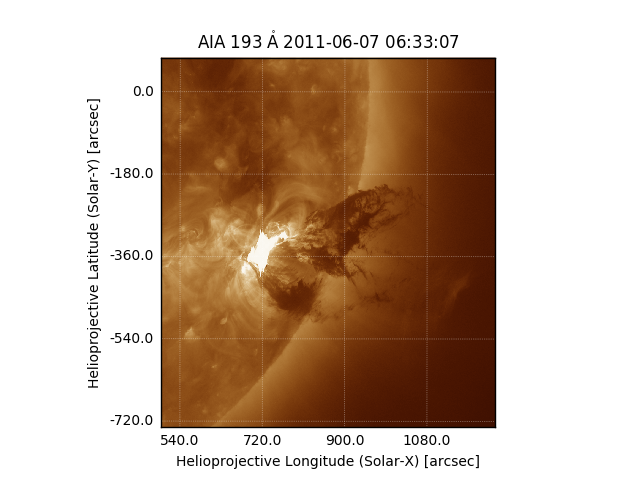 AIA 193 Å 2011-06-07 06:33:07
0.0
-180.0
-360.0
-540.0
-720.0
540.0 720.0 900.0 1080.0
Helioprojective Longitude (Solar-X) [arcsec]
Helioprojective Latitude (Solar-Y) [arcsec]